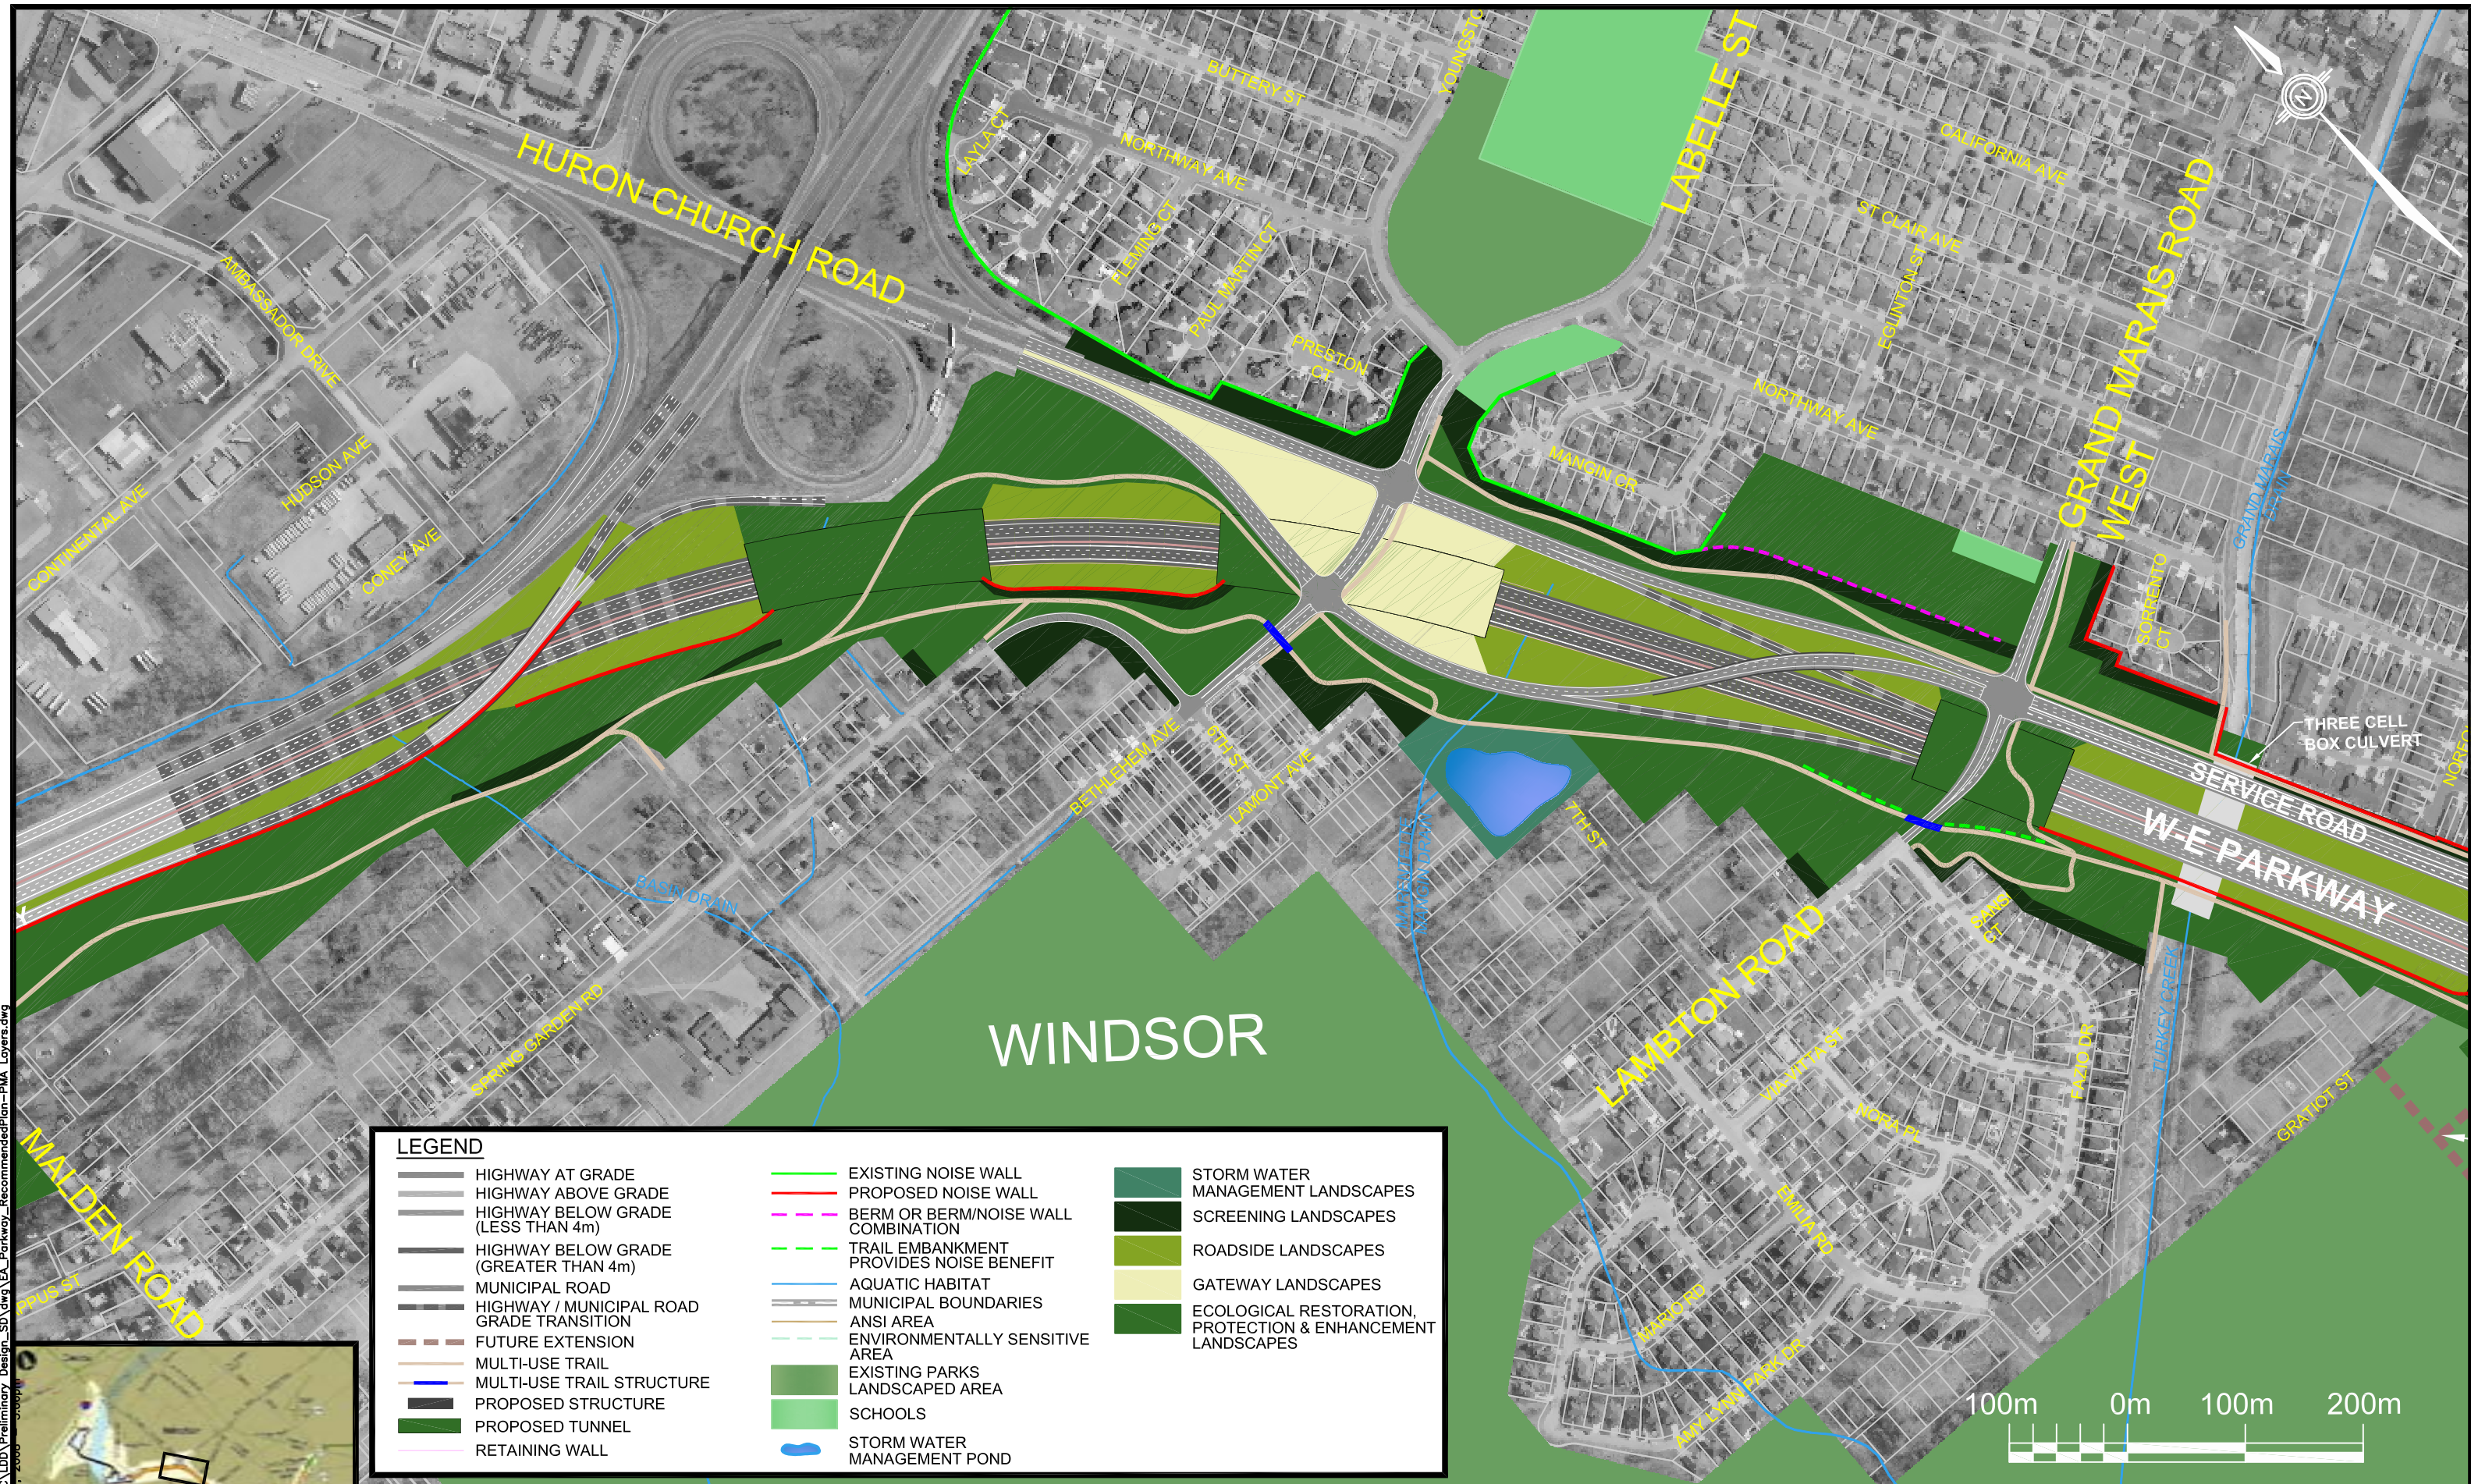 BUTTERY ST
LABELLE ST
LAYLA CT
NORTHWAY AVE
CALIFORNIA AVE
HURON CHURCH ROAD
N
FLEMING CT
PAUL MARTIN CT
ST CLAIR AVE
EGLINTON ST
AMBASSADOR DRIVE
PRESTON
CT
NORTHWAY AVE
GRAND MARAIS ROAD
WEST
GRAND MARAIS
DRAIN
HUDSON AVE
MANGIN CR
CONTINENTAL AVE
CONEY AVE
SORRENTO
CT
THREE CELL
BOX CULVERT
BETHLEHEM AVE
6TH ST
LAMONT AVE
7TH ST
SERVICE ROAD
W-E PARKWAY
BASIN DRAIN
LAMBTON ROAD
SPRING GARDEN RD
WINDSOR
VIA-VITTA ST
NORA PL
FAZIO DR
TURKEY CREEK
GRATIOT ST
MALDEN ROAD
PPUS ST
EMILIA RD
MARIO RD
AMY LYNN PARK DR
LEGEND
HIGHWAY AT GRADE
HIGHWAY ABOVE GRADE
HIGHWAY BELOW GRADE
(LESS THAN 4m)
HIGHWAY BELOW GRADE
(GREATER THAN 4m)
MUNICIPAL ROAD
HIGHWAY / MUNICIPAL ROAD
GRADE TRANSITION
FUTURE EXTENSION
MULTI-USE TRAIL
MULTI-USE TRAIL STRUCTURE
PROPOSED STRUCTURE
PROPOSED TUNNEL
RETAINING WALL
EXISTING NOISE WALL
PROPOSED NOISE WALL
BERM OR BERM/NOISE WALL
COMBINATION
TRAIL EMBANKMENT
PROVIDES NOISE BENEFIT
AQUATIC HABITAT
MUNICIPAL BOUNDARIES
ANSI AREA
ENVIRONMENTALLY SENSITIVE
AREA
EXISTING PARKS
LANDSCAPED AREA
SCHOOLS
STORM WATER
MANAGEMENT POND
STORM WATER
MANAGEMENT LANDSCAPES
SCREENING LANDSCAPES
ROADSIDE LANDSCAPES
GATEWAY LANDSCAPES
ECOLOGICAL RESTORATION,
PROTECTION & ENHANCEMENT
LANDSCAPES
100m 0m 100m 200m